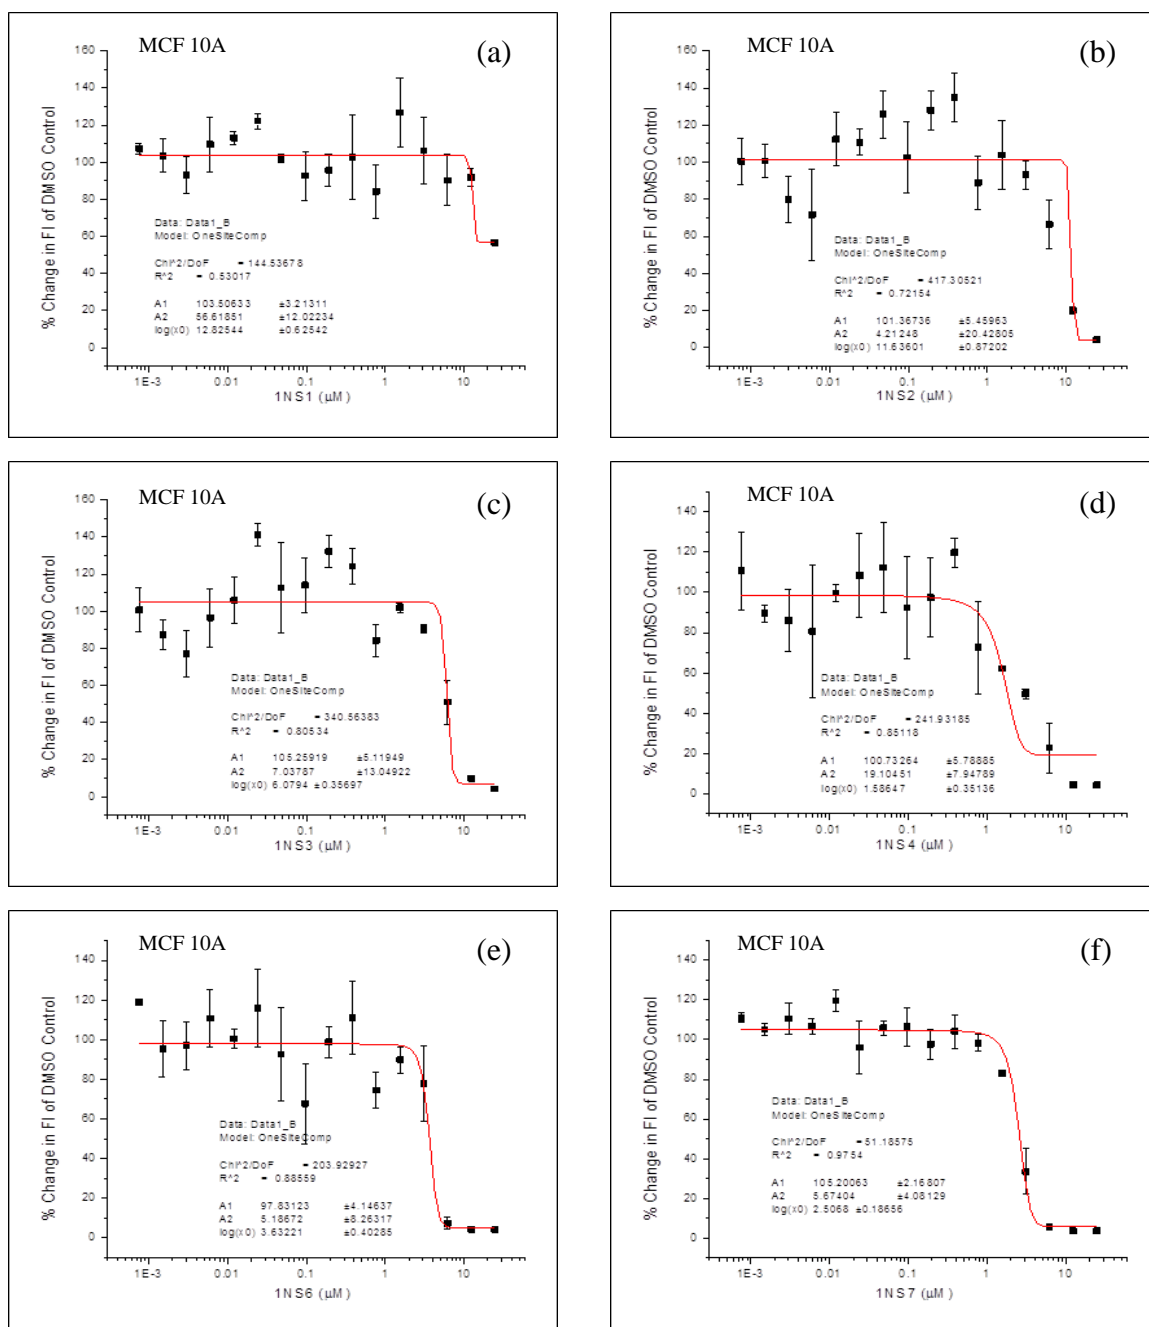 MCF 10A
(a)
160
140
120
100
80
60
40
20
0
% Change in FI of DMSO Control
Data: Data1_B
Model: OneSiteComp
Chi^2/DoF = 144.53678
R^2 = 0.53017
A1 103.50633 ±3.21311
A2 56.61851 ±12.02234
log(x0) 12.82544 ±0.62542
1E-3 0.01 0.1 1 10
1NS1 (µM)
MCF 10A
(b)
160
140
120
100
80
60
40
20
0
% Change in FI of DMSO Control
Data: Data1_B
Model: OneSiteComp
Chi^2/DoF = 417.30521
R^2 = 0.72154
A1 101.36736 ±5.45963
A2 4.21248 ±20.42805
log(x0) 11.63601 ±0.87202
1E-3 0.01 0.1 1 10
1NS2 (µM)
MCF 10A
(c)
160
140
120
100
80
60
40
20
0
% Change in FI of DMSO Control
Data: Data1_B
Model: OneSiteComp
Chi^2/DoF = 340.56383
R^2 = 0.80534
A1 105.25919 ±5.11949
A2 7.03787 ±13.04922
log(x0) 6.0794 ±0.35697
1E-3 0.01 0.1 1 10
1NS3 (µM)
MCF 10A
(d)
140
120
100
80
60
40
20
0
% Change in FI of DMSO Control
Data: Data1_B
Model: OneSiteComp
Chi^2/DoF = 241.93185
R^2 = 0.85118
A1 100.73264 ±5.78885
A2 19.10451 ±7.94789
log(x0) 1.58647 ±0.35136
1E-3 0.01 0.1 1 10
1NS4 (µM)
MCF 10A
(e)
140
120
100
80
60
40
20
0
% Change in FI of DMSO Control
Data: Data1_B
Model: OneSiteComp
Chi^2/DoF = 203.92927
R^2 = 0.88559
A1 97.83123 ±4.14637
A2 5.18672 ±8.26317
log(x0) 3.63221 ±0.40285
1E-3 0.01 0.1 1 10
1NS6 (µM)
MCF 10A
(f)
140
120
100
80
60
40
20
0
% Change in FI of DMSO Control
Data: Data1_B
Model: OneSiteComp
Chi^2/DoF = 51.18575
R^2 = 0.9754
A1 105.20063 ±2.16807
A2 5.67404 ±4.08129
log(x0) 2.5068 ±0.18656
1E-3 0.01 0.1 1 10
1NS7 (µM)